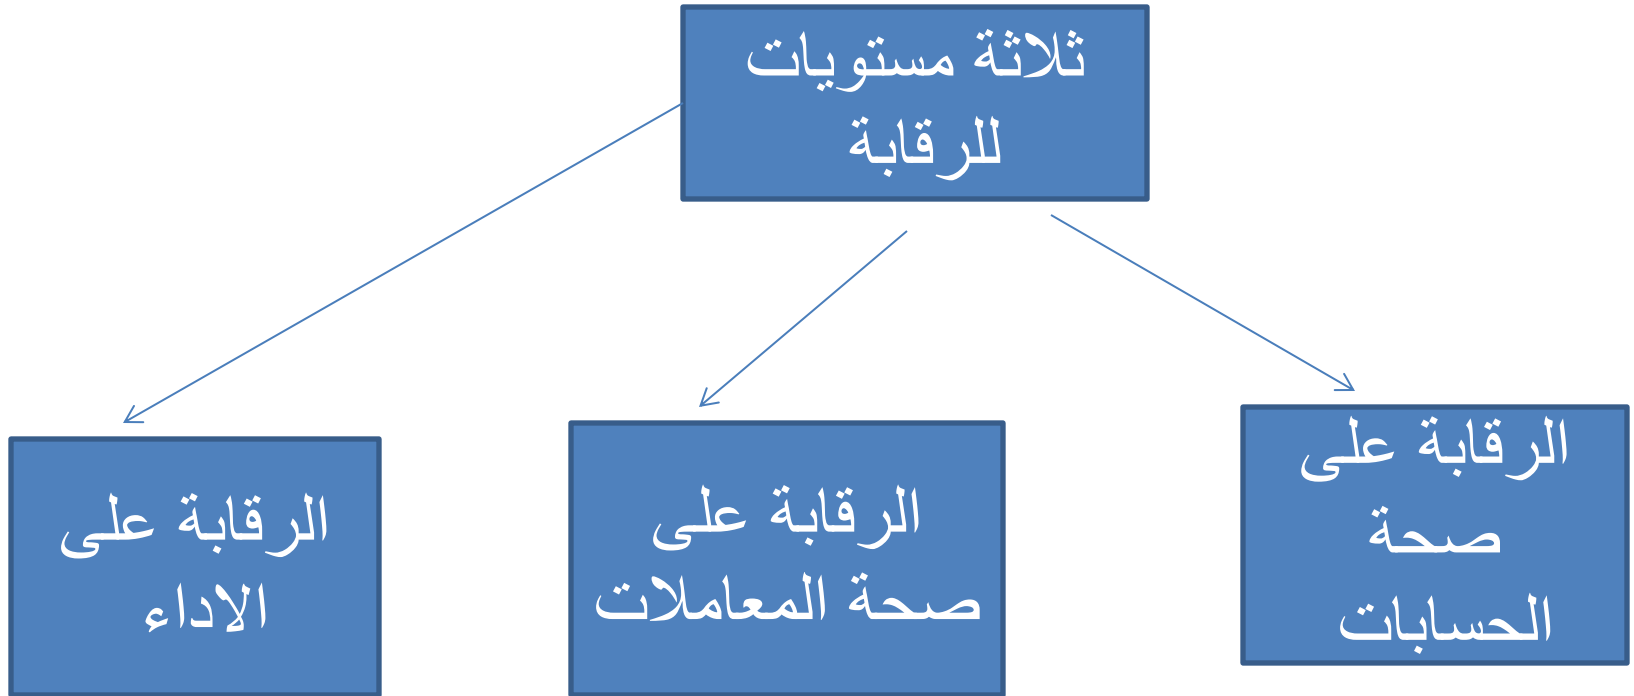 ثلاثة مستويات
للرقابة
الرقابة على
صحة
الحسابات
الرقابة على
صحة المعاملات
الرقابة على
الاداء